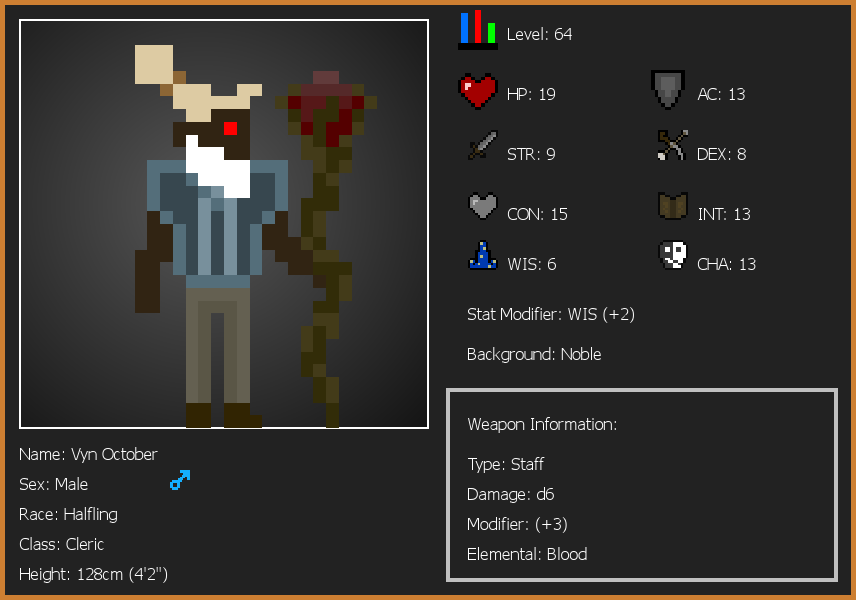 Level: 64
HP: 19
AC: 13
STR: 9
DEX: 8
CON: 15
INT: 13
WIS: 6
CHA: 13
Stat Modifier: WIS (+2)
Background: Noble
Weapon Information:
Type: Staff
Damage: d6
Modifier: (+3)
Elemental: Blood
Name: Vyn October
Sex: Male
Race: Halfling
Class: Cleric
Height: 128cm (4'2")